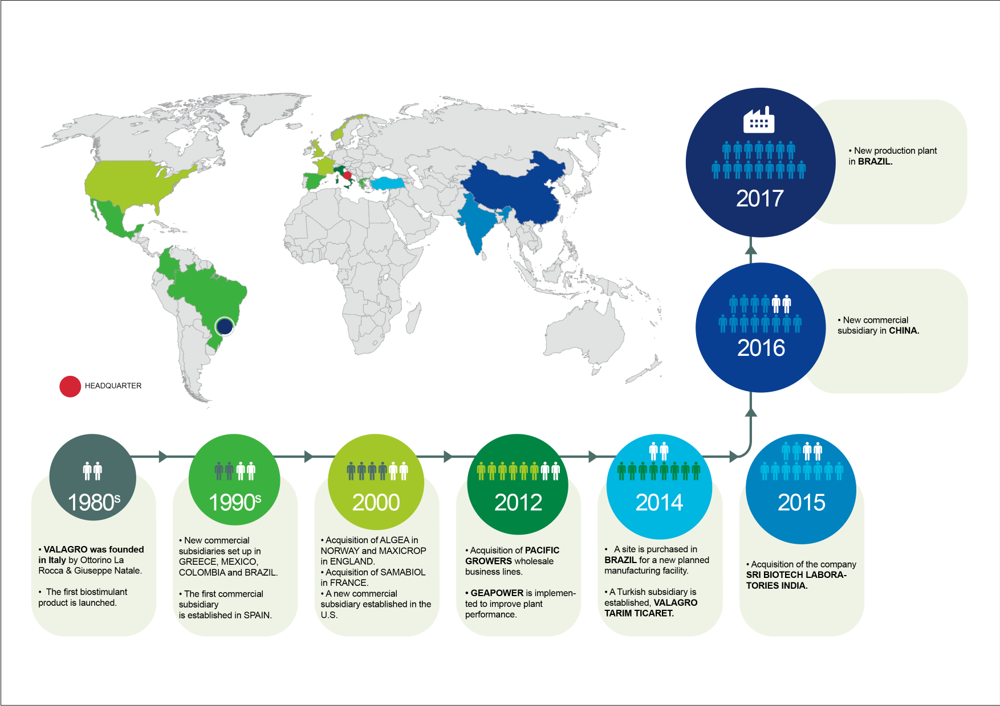 HEADQUARTER
1980s
• VALAGRO was founded
in Italy by Ottorino La
Rocca & Giuseppe Natale.
• The first biostimulant
product is launched.
1990s
• New commercial
subsidiaries set up in
GREECE, MEXICO,
COLOMBIA and BRAZIL.
• The first commercial
subsidiary
is established in SPAIN.
2000
• Acquisition of ALGEA in
NORWAY and MAXICROP
in ENGLAND.
• Acquisition of SAMABIOL
in FRANCE.
• A new commercial
subsidiary established in the
U.S.
2012
• Acquisition of PACIFIC
GROWERS wholesale
business lines.
• GEAPOWER is implemen-
ted to improve plant
performance.
2014
• A site is purchased in
BRAZIL for a new planned
manufacturing facility.
• A Turkish subsidiary is
established, VALAGRO
TARIM TICARET.
2015
• Acquisition of the company
SRI BIOTECH LABORA-
TORIES INDIA.
2016
• New commercial
subsidiary in CHINA.
2017
• New production plant
in BRAZIL.